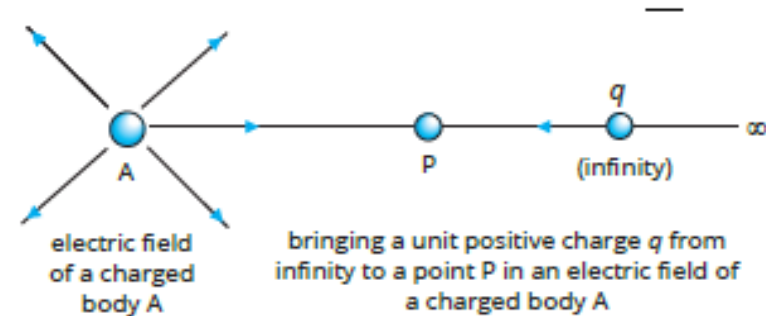 q
∞
A
P
(infinity)
electric field
of a charged
body A
bringing a unit positive charge q from
infinity to a point P in an electric field of
a charged body A